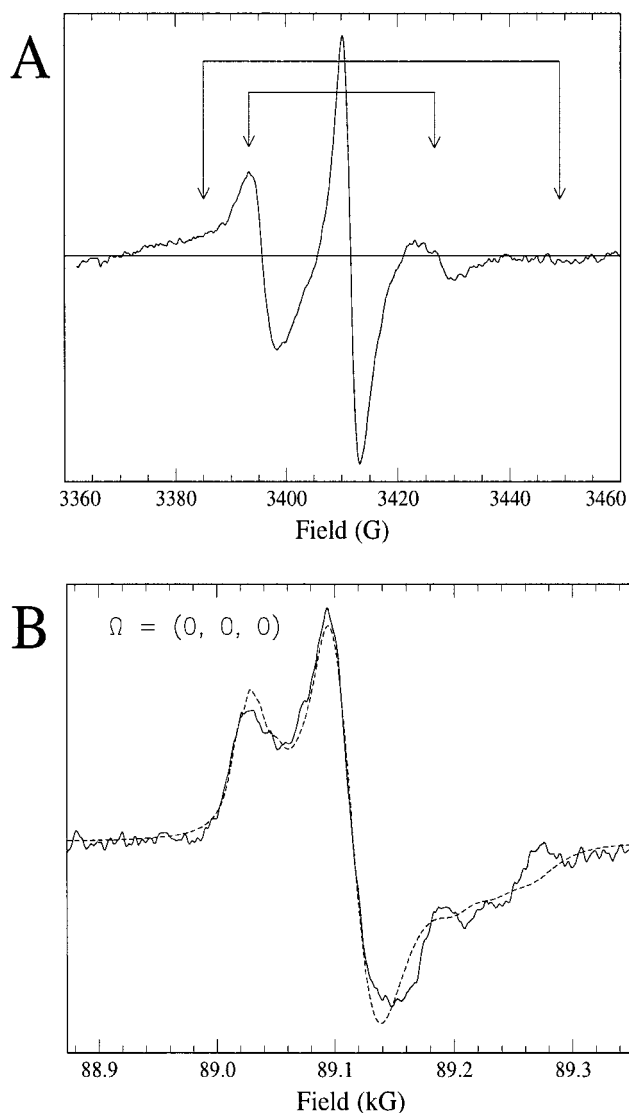 A
3360 3380 3400 3420 3440 3460
Field (G)
B
Ω = (0, 0, 0)
88.9 89.0 89.1 89.2 89.3
Field (kG)